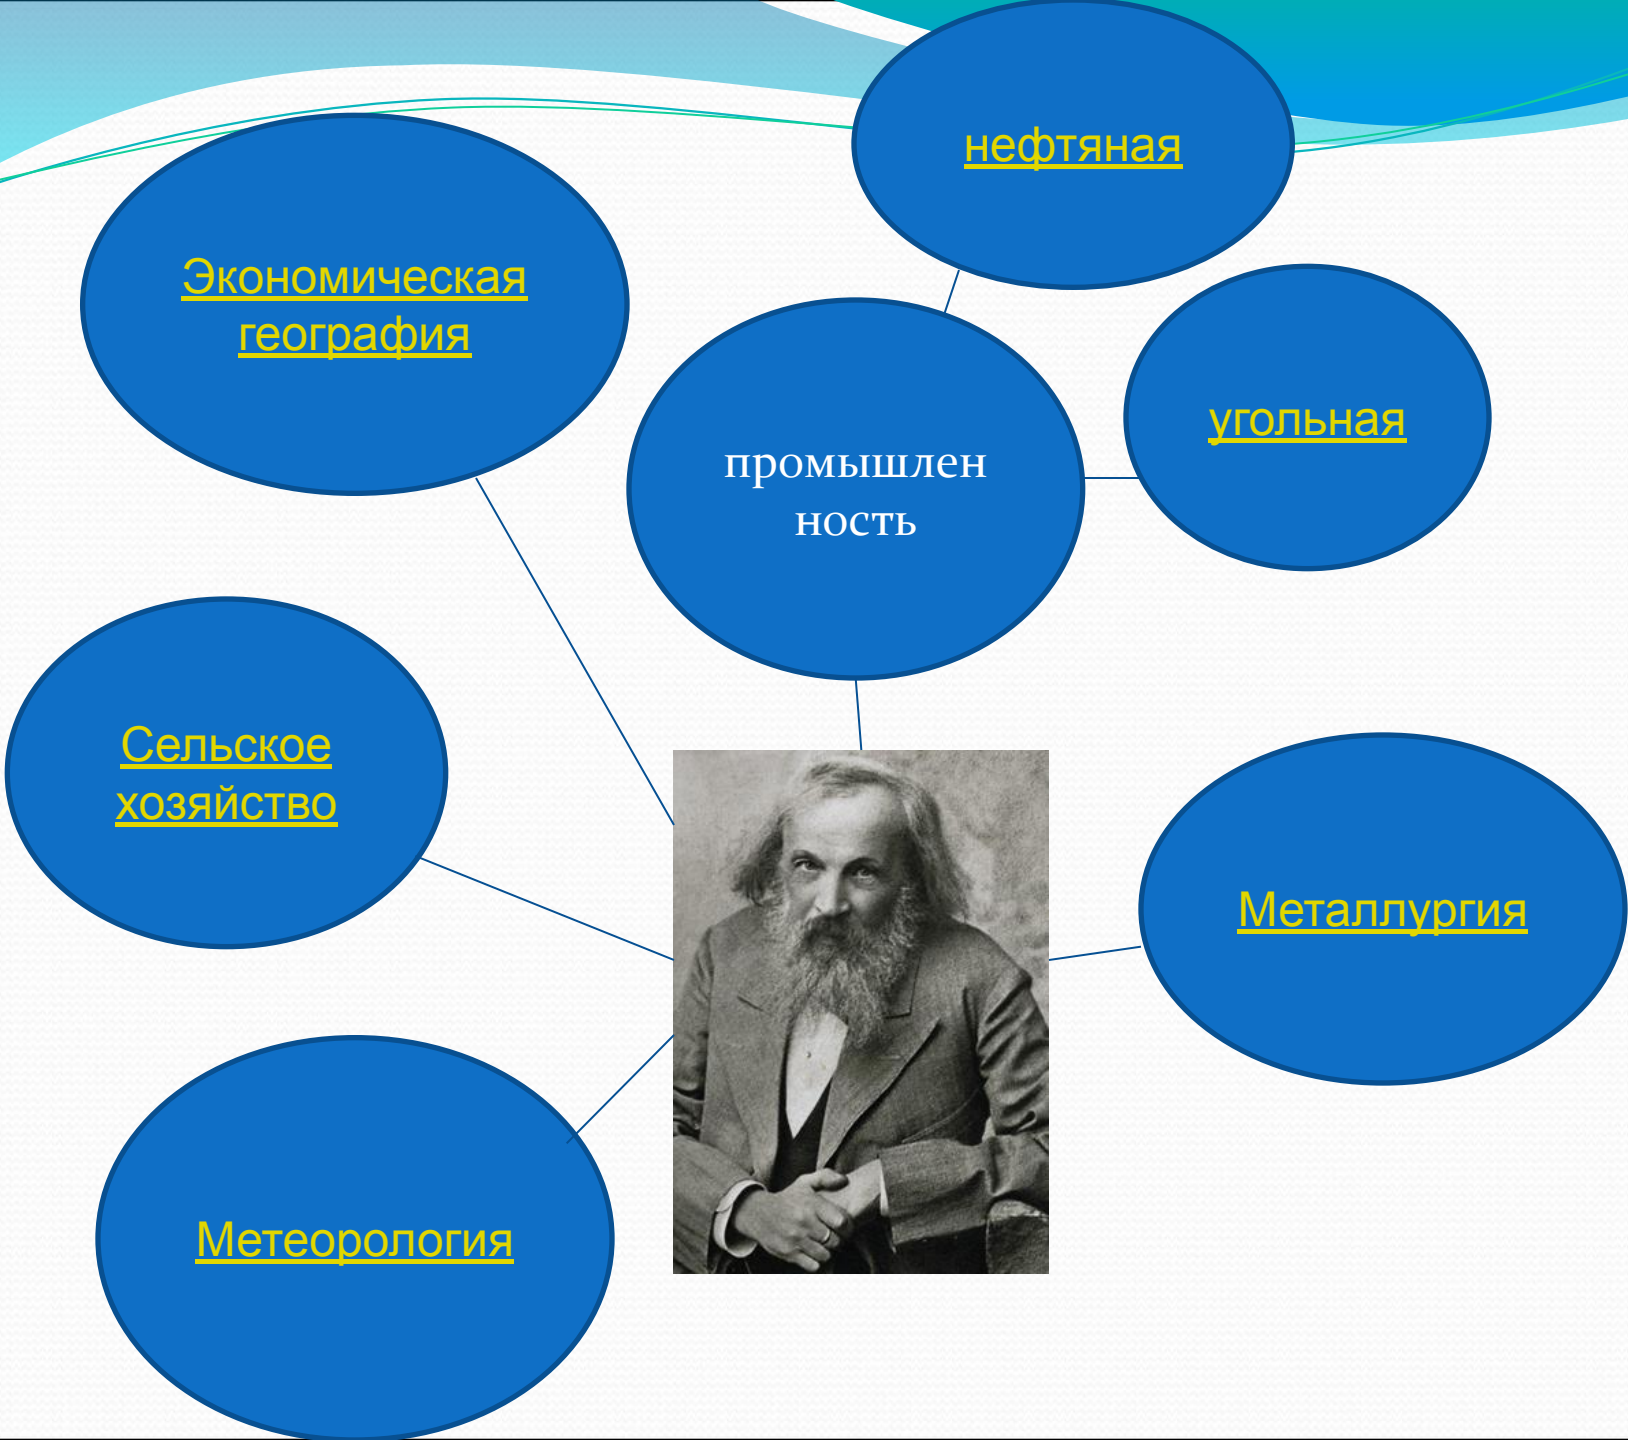 нефтяная
Экономическая
география
угольная
промышлен
ность
Сельское
хозяйство
Металлургия
Метеорология